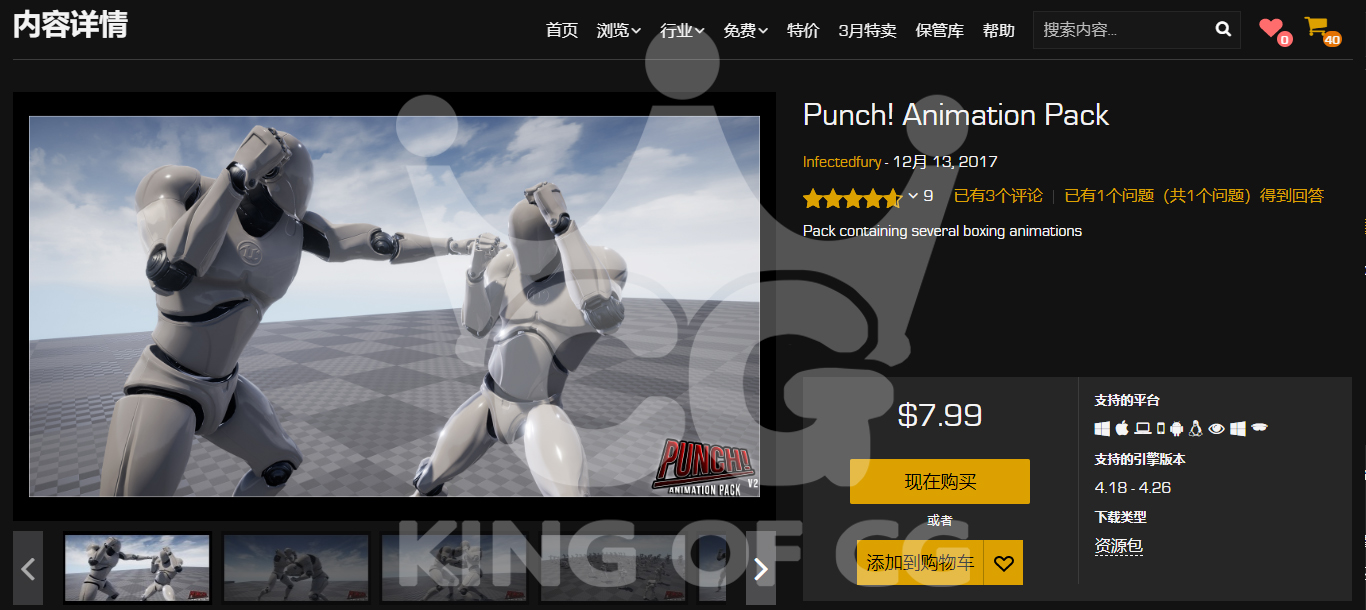 内容详情
首页 浏览 行业 免费 特价 3月特卖 保管库 帮助 搜索内容... 0 40
Punch! Animation Pack
Infectedfury - 12月 13, 2017
9 已有3个评论 | 已有1个问题（共1个问题）得到回答
Pack containing several boxing animations
PUNCH!
ANIMATION PACK V2
$7.99
现在购买
或者
添加到购物车
支持的平台
支持的引擎版本
4.18 - 4.26
下载类型
资源包
CG
KING OF CG